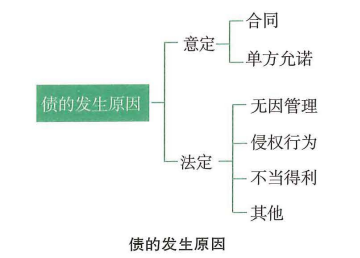 债的发生原因
意定
合同
单方允诺
法定
无因管理
侵权行为
不当得利
其他
债的发生原因